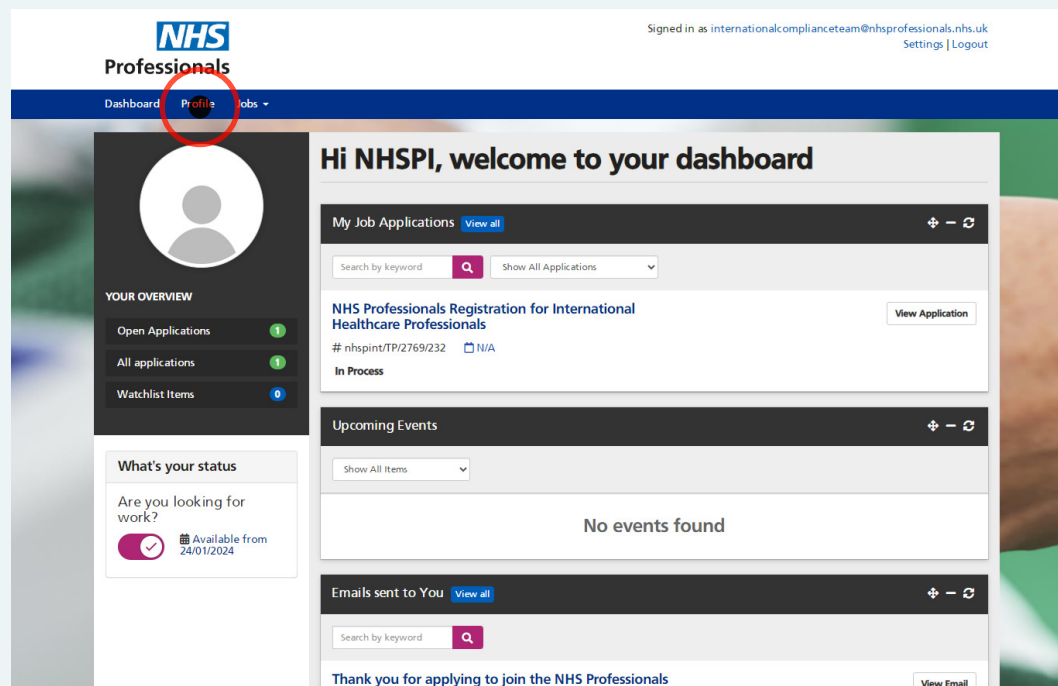 NHS
Professionals
Signed in as internationalcomplianceteam@nhsprofessionals.nhs.uk
Settings | Logout
Dashboard Profile Jobs
Hi NHSPI, welcome to your dashboard
YOUR OVERVIEW
Open Applications 1
All applications 1
Watchlist Items 0
What's your status
Are you looking for
work?
Available from
24/01/2024
My Job Applications View all
Search by keyword Show All Applications
NHS Professionals Registration for International
Healthcare Professionals
View Application
# nhspint/TP/2769/232 N/A
In Process
Upcoming Events
Show All Items
No events found
Emails sent to You View all
Search by keyword
Thank you for applying to join the NHS Professionals
View Email